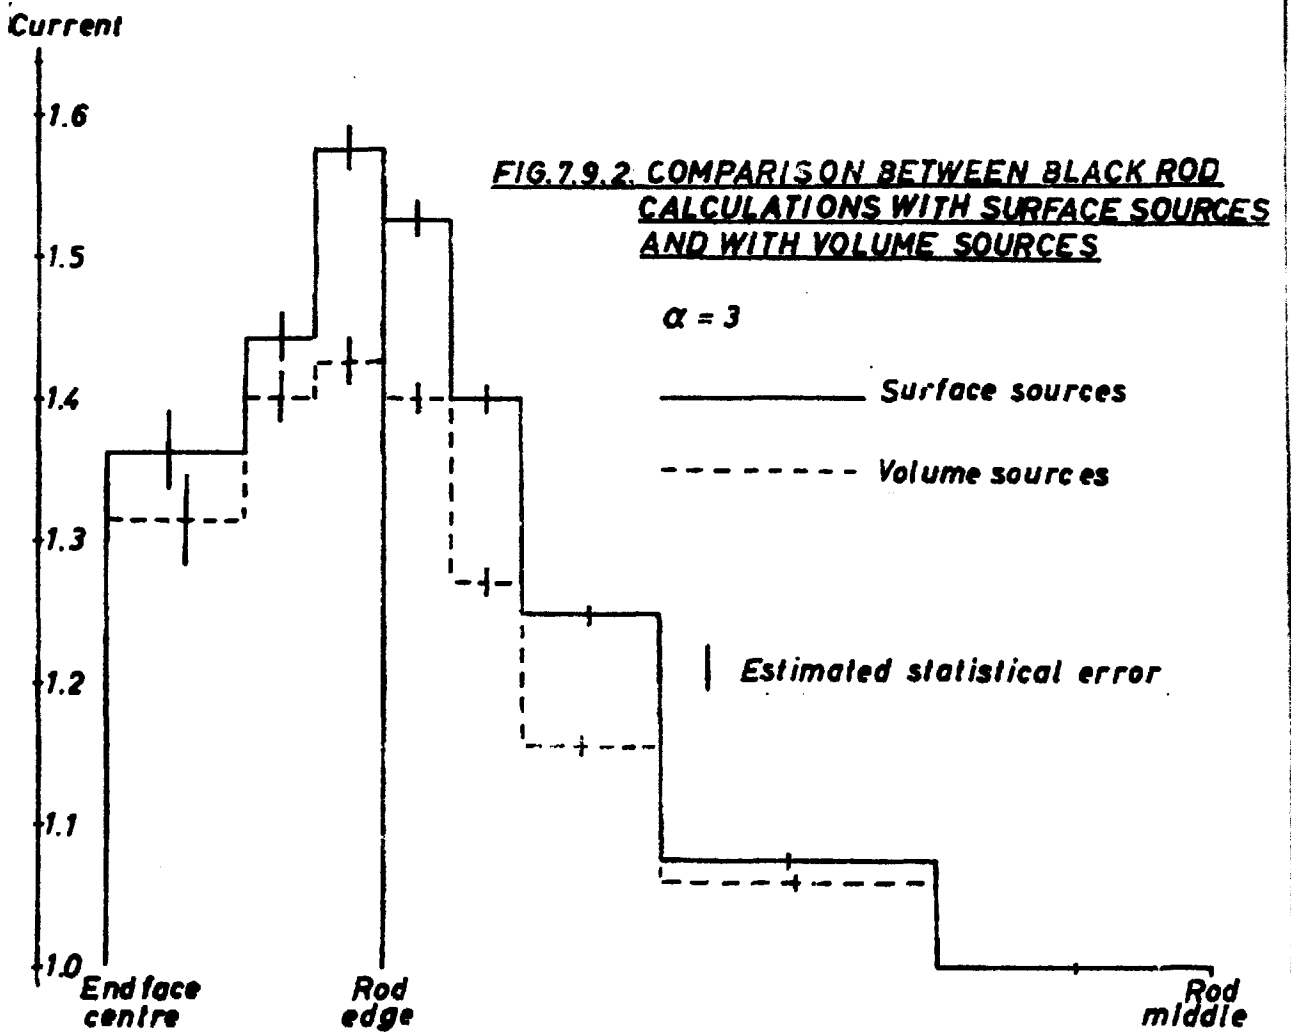 Current
1.6
FIG.7.9.2. COMPARISON BETWEEN BLACK ROD
CALCULATIONS WITH SURFACE SOURCES
AND WITH VOLUME SOURCES
1.5
α = 3
1.4
Surface sources
Volume sources
1.3
1.2
Estimated statistical error
1.1
1.0
End face
centre
Rod
edge
Rod
middle